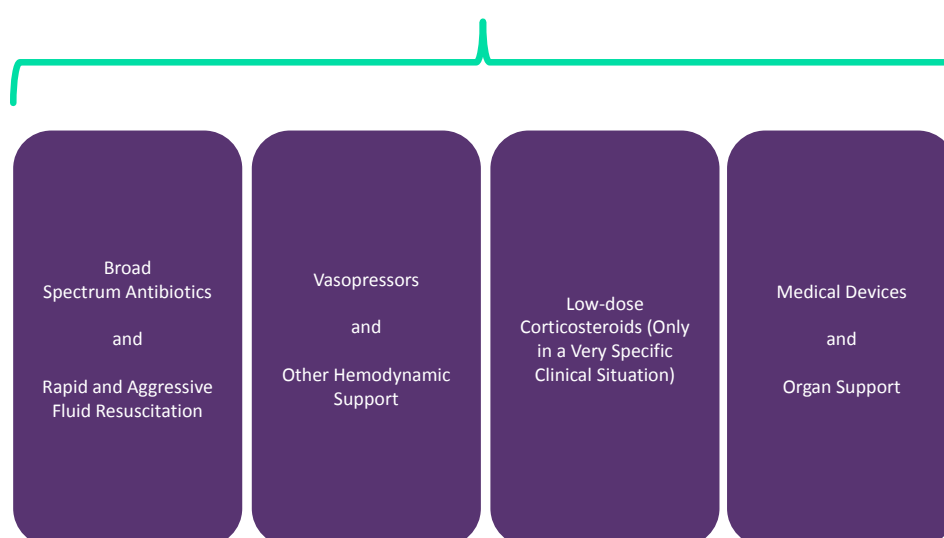 Broad
Spectrum Antibiotics
and
Rapid and Aggressive
Fluid Resuscitation
Vasopressors
and
Other Hemodynamic
Support
Low-dose
Corticosteroids (Only
in a Very Specific
Clinical Situation)
Medical Devices
and
Organ Support